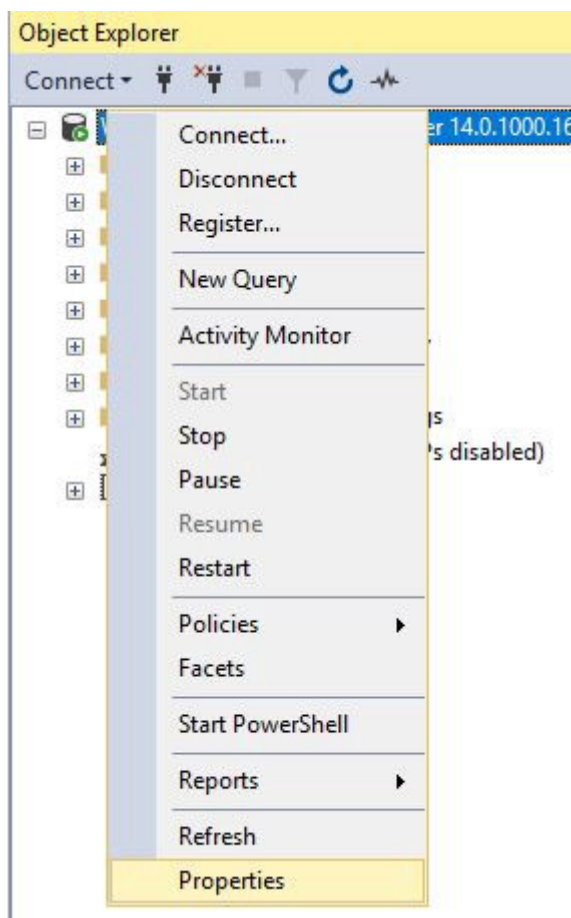 Object Explorer
Connect
er 14.0.1000.16
Connect...
Disconnect
Register...
New Query
Activity Monitor
Start
Stop
Pause
Resume
Restart
Policies
Facets
Start PowerShell
Reports
Refresh
Properties
gs
's disabled)